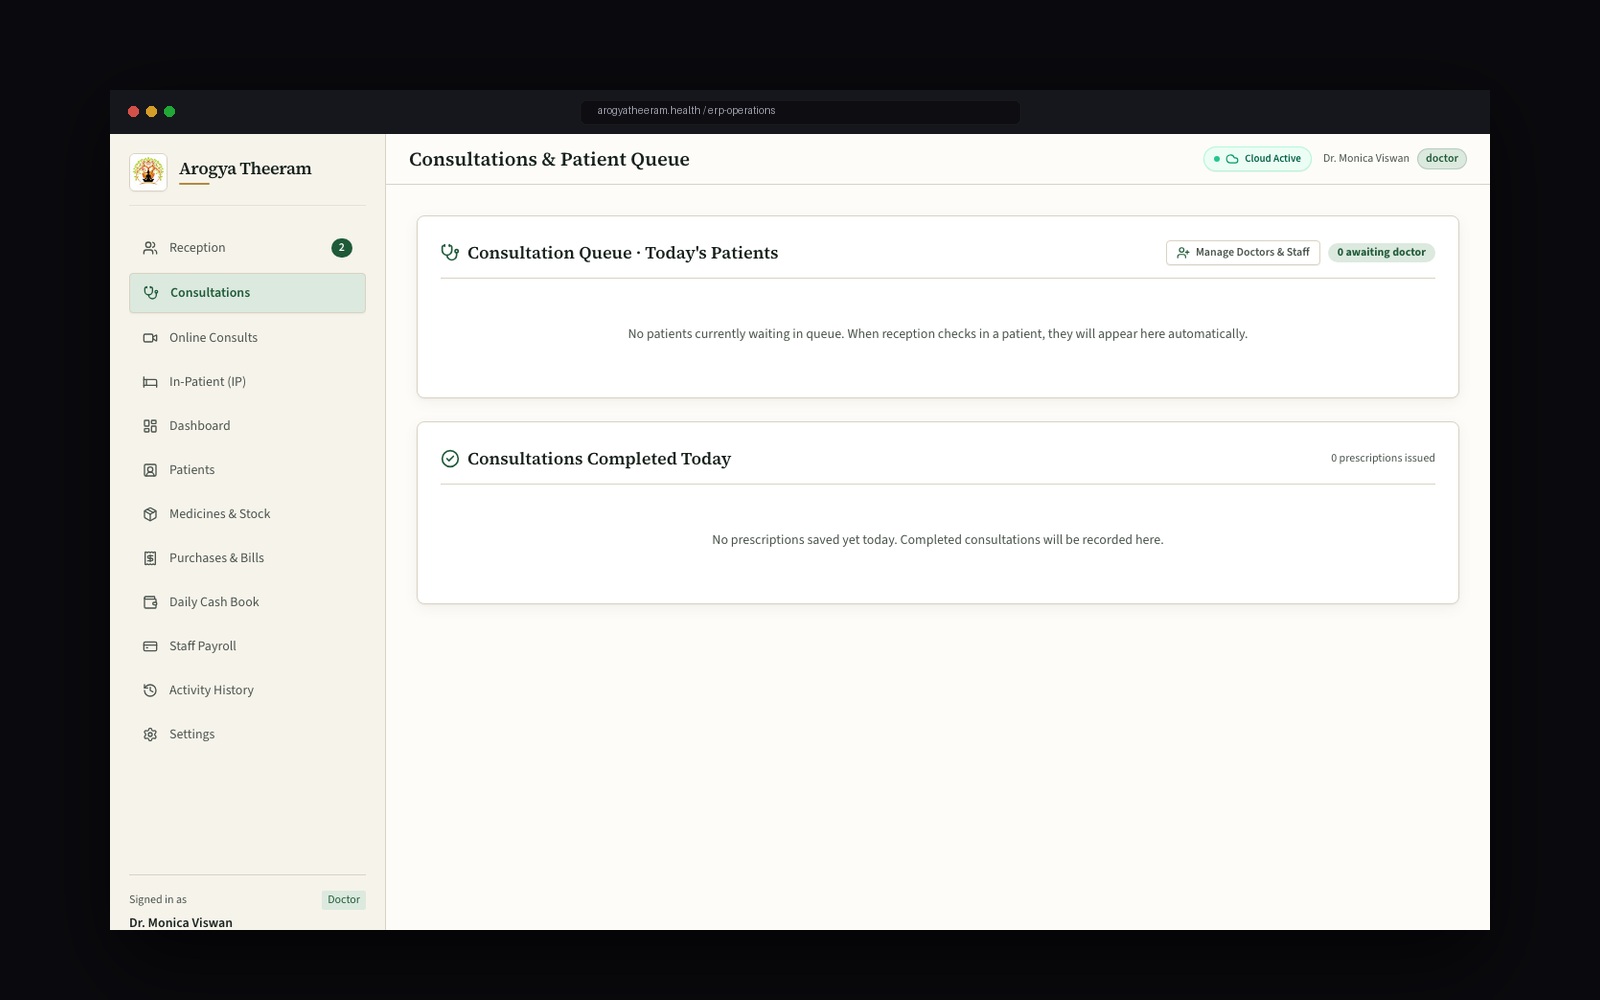 arogyatheeram.health / erp-operations
Arogya Theeram
Consultations & Patient Queue
Cloud Active
Dr. Monica Viswan
doctor
Reception
2
Consultations
Online Consults
In-Patient (IP)
Dashboard
Patients
Medicines & Stock
Purchases & Bills
Daily Cash Book
Staff Payroll
Activity History
Settings
Signed in as
Doctor
Dr. Monica Viswan
Consultation Queue · Today's Patients
Manage Doctors & Staff
0 awaiting doctor
No patients currently waiting in queue. When reception checks in a patient, they will appear here automatically.
Consultations Completed Today
0 prescriptions issued
No prescriptions saved yet today. Completed consultations will be recorded here.